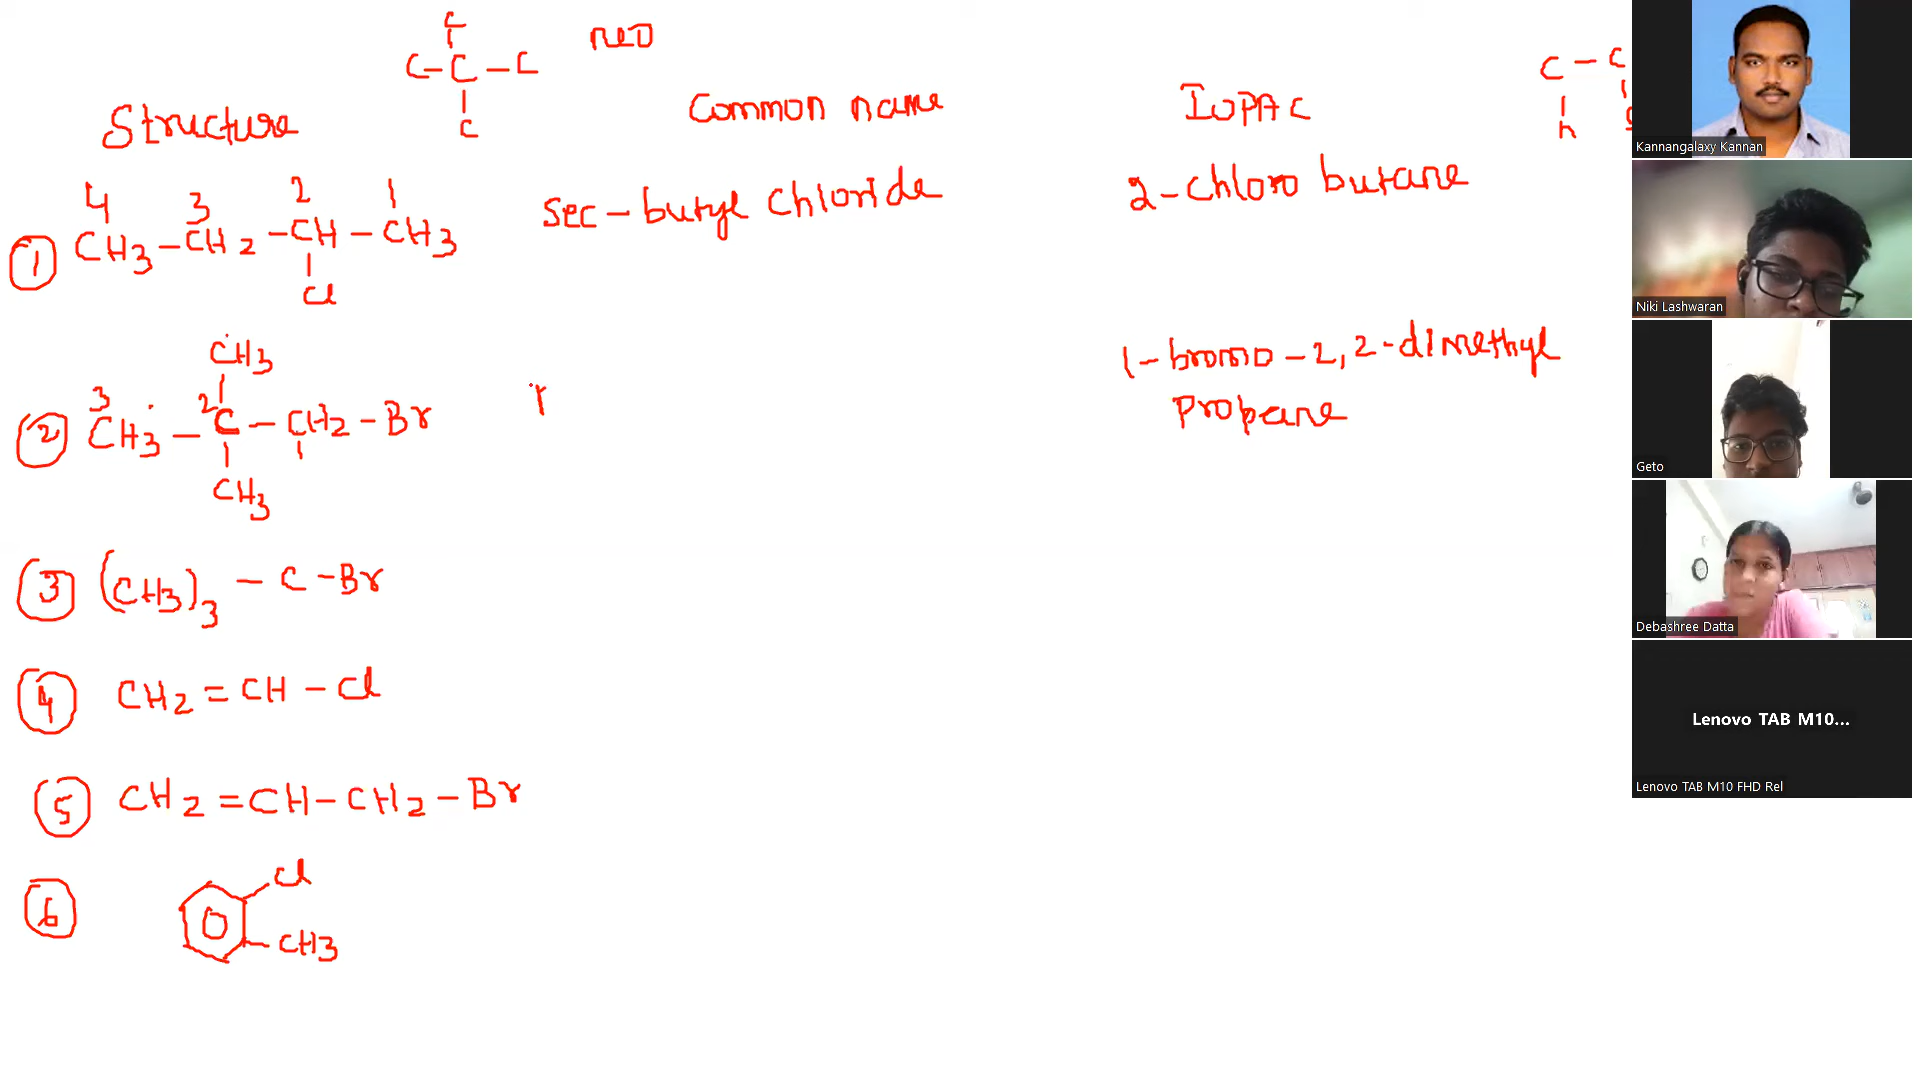 C
C - C - C
C
neo
C - C
n
Structure
Common name
IUPAC
4 3 2 1
① CH3 - CH2 - CH - CH3
Cl
sec - butyl chloride
2 - chloro butane
CH3
3 2
② CH3 - C - CH2 - Br
CH3
1 - bromo - 2, 2 - dimethyl
propane
③ (CH3)3 - C - Br
④ CH2 = CH - Cl
⑤ CH2 = CH - CH2 - Br
⑥
Cl
CH3
Kannangalaxy Kannan
Niki Lashwaran
Geto
Debashree Datta
Lenovo TAB M10...
Lenovo TAB M10 FHD Rel